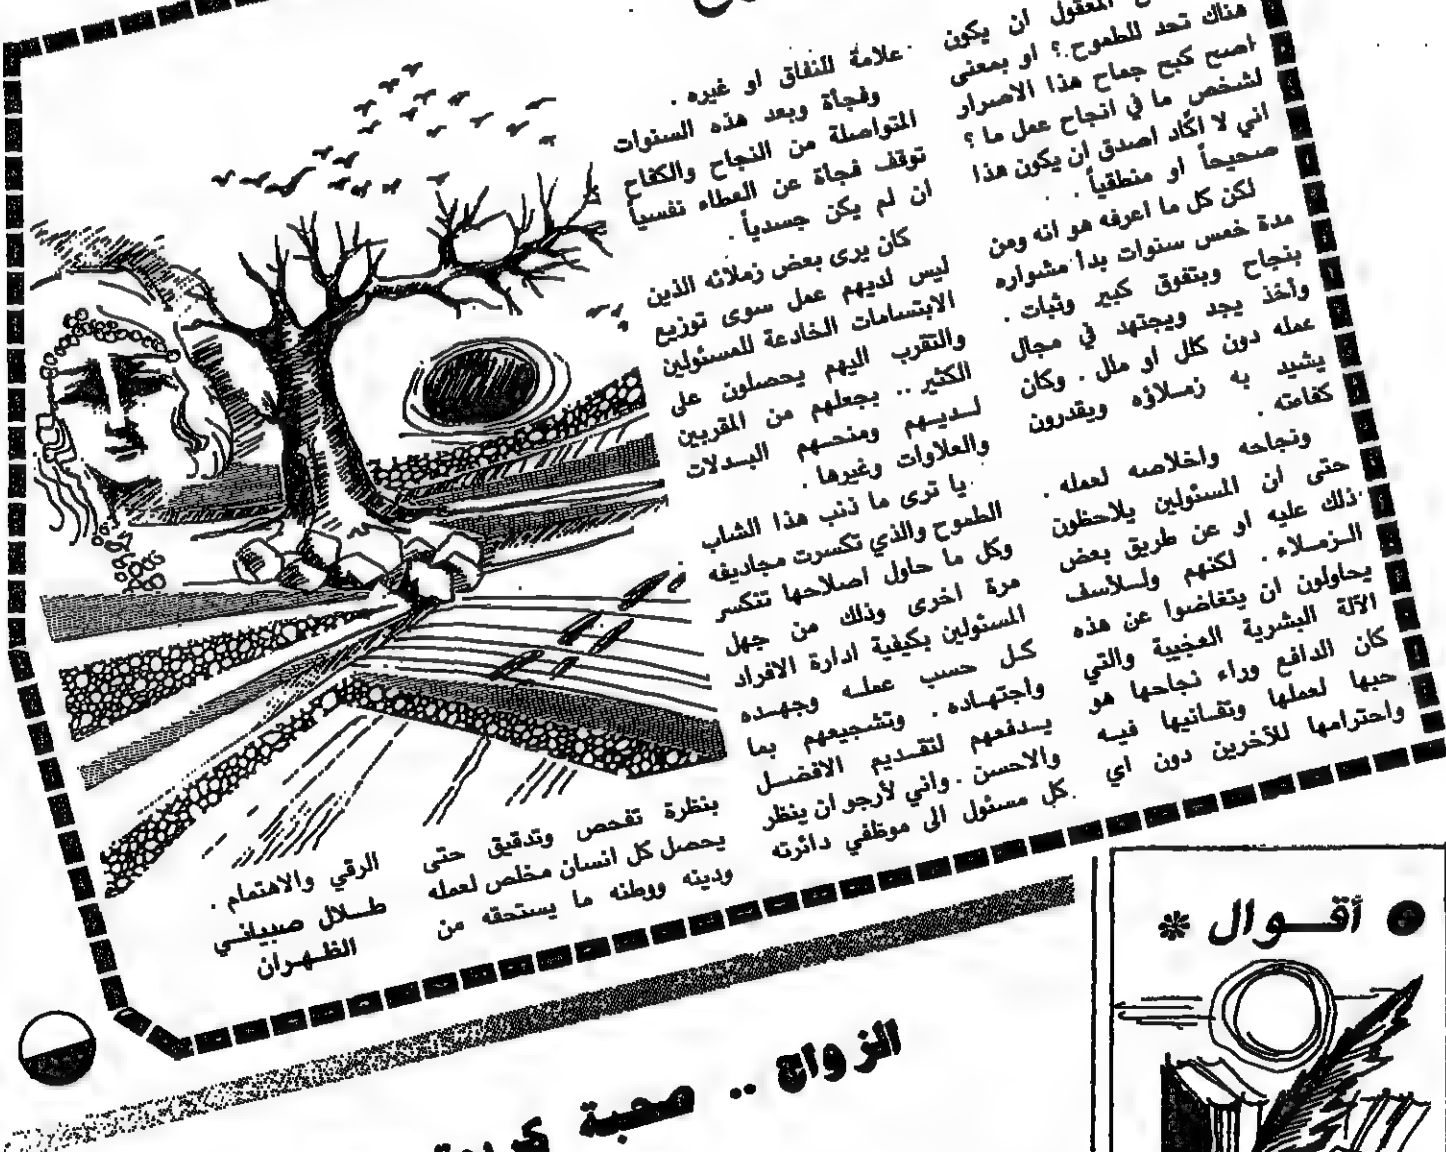 المعقول ان يكون
هناك تحد للطموح ؟ او بمعنى
اصح كبح جماح هذا الاصرار
لشخص ما في انجاح عمل ما ؟
اني لا اكاد اصدق ان يكون هذا
صحيحاً او منطقياً .
لكن كل ما اعرفه هو انه ومن
مدة خمس سنوات بدا مشواره
بنجاح وبتفوق كبير وثبات .
وأخذ يجد ويجتهد في مجال
عمله دون كلل او ملل . وكان
يشيد به زملاؤه ويقدرون
كفاءته .
ونجاحه واخلاصه لعمله .
حتى ان المسئولين يلاحظون
ذلك عليه او عن طريق بعض
الزملاء . لكنهم وللأسف
يحاولون ان يتغاضوا عن هذه
الآلة البشرية العجيبة والتي
كان الدافع وراء نجاحها هو
حبها لعملها وتفانيها فيه
واحترامها للآخرين دون اي
علامة للنفاق او غيره .
وفجأة وبعد هذه السنوات
المتواصلة من النجاح والكفاح
توقف فجأة عن العطاء نفسياً
ان لم يكن جسدياً .
كان يرى بعض زملائه الذين
ليس لديهم عمل سوى توزيع
الابتسامات الخادعة للمسئولين
والتقرب اليهم يحصلون على
الكثير .. يجعلهم من المقربين
لديهم ومنحهم البدلات
والعلاوات وغيرها .
يا ترى ما ذنب هذا الشاب
الطموح والذي تكسرت مجاديفه
وكل ما حاول اصلاحها تتكسر
مرة اخرى وذلك من جهل
المسئولين بكيفية ادارة الافراد
كل حسب عمله وجهده
واجتهاده . وتشجيعهم بما
يدفعهم لتقديم الافضل
والاحسن . واني لأرجو ان ينظر
كل مسئول الى موظفي دائرته
بنظرة تفحص وتدقيق حتى
يحصل كل انسان مخلص لعمله
ودينه ووطنه ما يستحقه من
الرقي والاهتمام .
طلال صبياني
الظهران
أقوال
الزواج .. صحبة